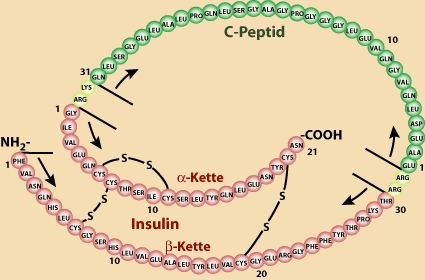 C-Peptid
31
ARG LYS GLN LEU SER GLY GLU LEU ALA LEU PRO GLN LEU SER GLY ALY GLY PRO GLY GLY GLY LEU GLU VAL GLN GLY VAL GLN LEU ASP GLU ALA GLU ARG ARG
10
1
1
GLY ILE VAL GLU GLN CYS CYS THR SER ILE CYS SER LEU TYR GLN LEU GLU ASN TYR CYS ASN
-COOH
21
10
S S
α-Kette
Insulin
β-Kette
S S
S S
NH₂-
1
PHE VAL ASN GLN HIS LEU CYS GLY SER HIS LEU VAL GLU ALA LEU TYR LEU VAL CYS GLY GLU ARG GLY PHE PHE TYR THR PRO LYS THR
10
20
30